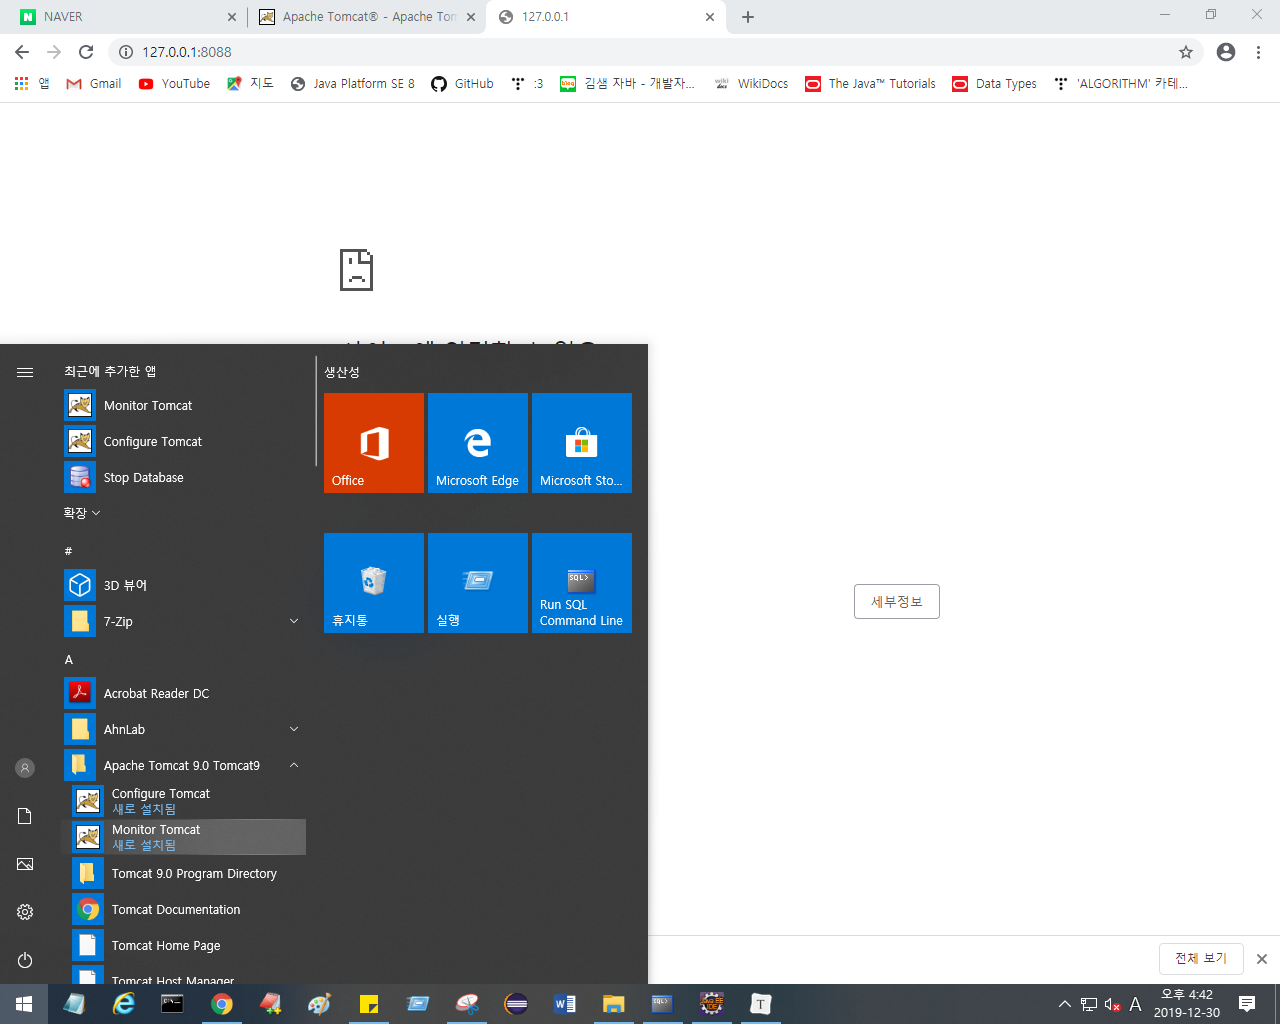 NAVER
Apache Tomcat® - Apache Tom
127.0.0.1
127.0.0.1:8088
앱
Gmail
YouTube
지도
Java Platform SE 8
GitHub
:3
김샘 자바 - 개발자...
WikiDocs
The Java™ Tutorials
Data Types
'ALGORITHM' 카테...
최근에 추가한 앱
Monitor Tomcat
Configure Tomcat
Stop Database
확장
#
3D 뷰어
7-Zip
A
Acrobat Reader DC
AhnLab
Apache Tomcat 9.0 Tomcat9
Configure Tomcat
새로 설치됨
Monitor Tomcat
새로 설치됨
Tomcat 9.0 Program Directory
Tomcat Documentation
Tomcat Home Page
Tomcat Host Manager
생산성
Office
Microsoft Edge
Microsoft Sto...
휴지통
실행
SQL>
Run SQL
Command Line
세부정보
전체 보기
A
오후 4:42
2019-12-30